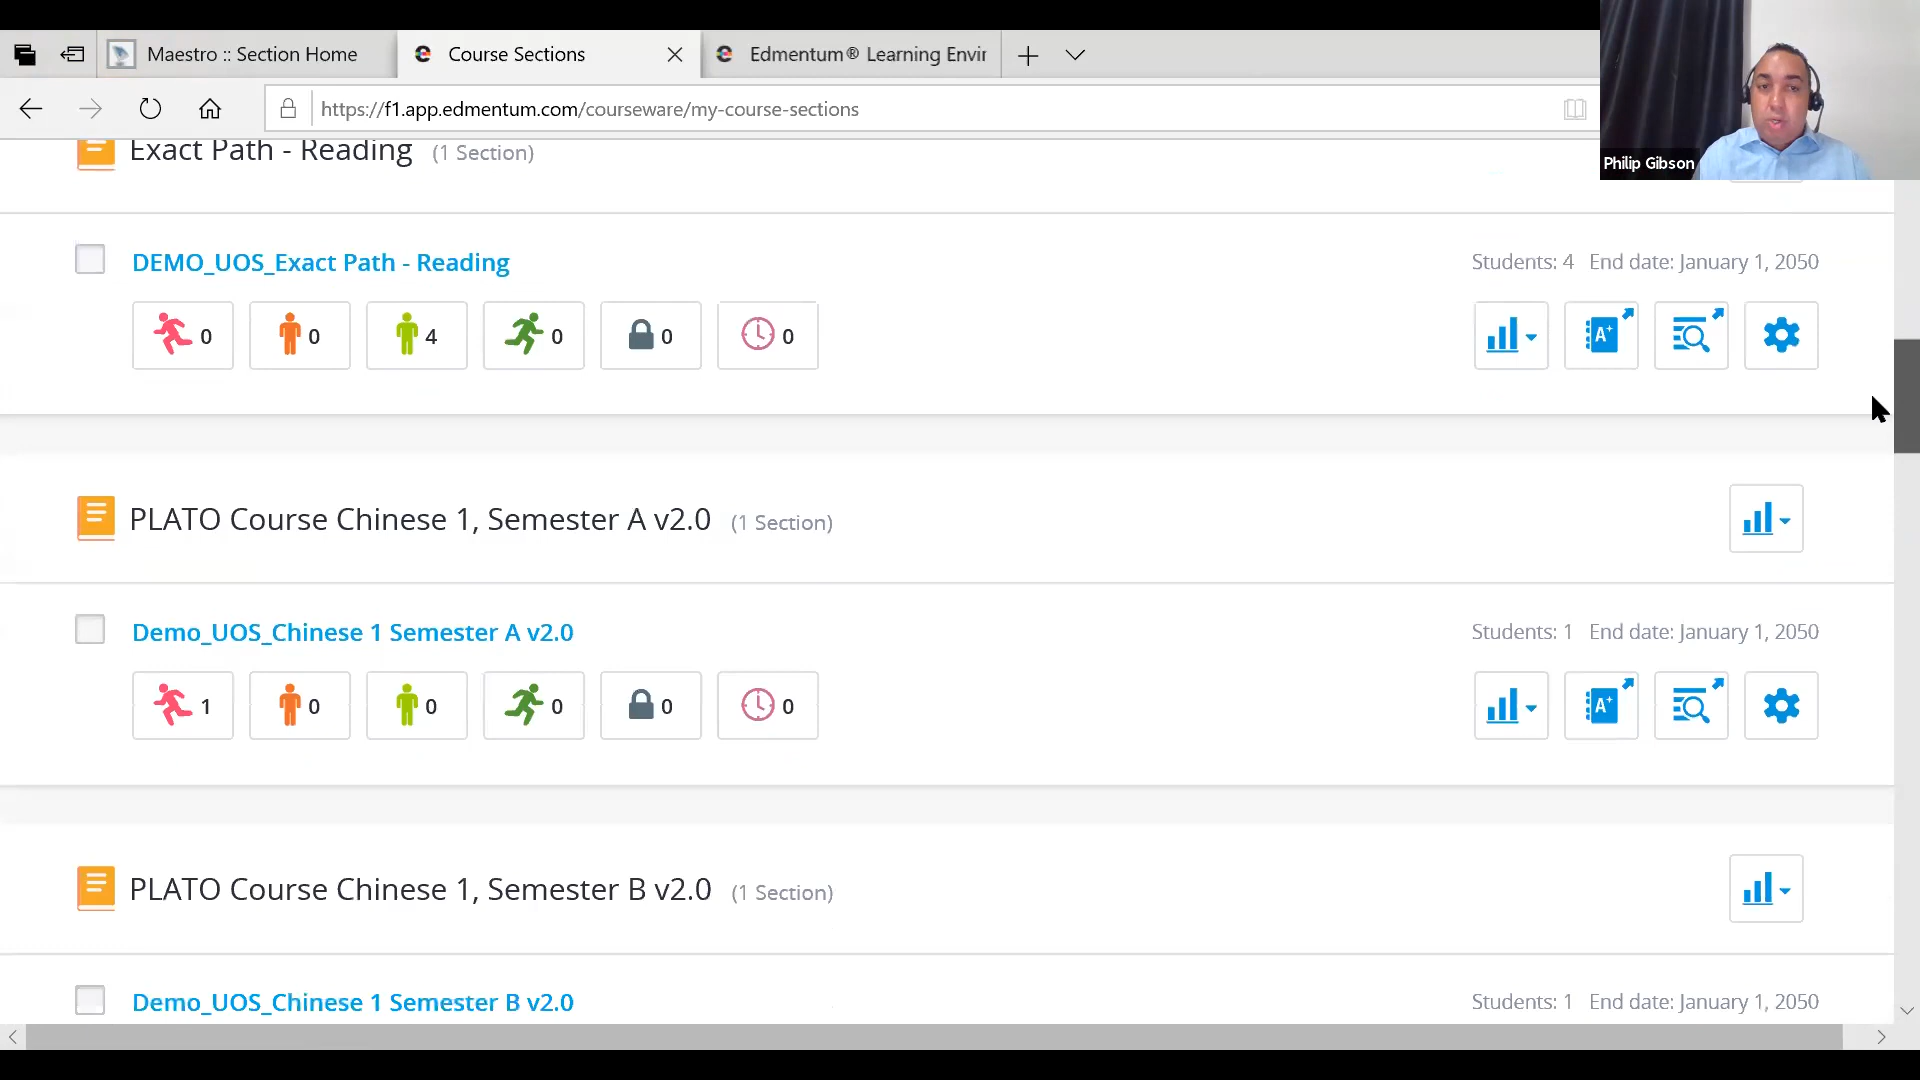 Maestro :: Section Home
Course Sections
Edmentum® Learning Envir
https://f1.app.edmentum.com/courseware/my-course-sections
Philip Gibson
Exact Path - Reading (1 Section)
DEMO_UOS_Exact Path - Reading
Students: 4 End date: January 1, 2050
0 0 4 0 0 0
A+
PLATO Course Chinese 1, Semester A v2.0 (1 Section)
Demo_UOS_Chinese 1 Semester A v2.0
Students: 1 End date: January 1, 2050
1 0 0 0 0 0
A+
PLATO Course Chinese 1, Semester B v2.0 (1 Section)
Demo_UOS_Chinese 1 Semester B v2.0
Students: 1 End date: January 1, 2050